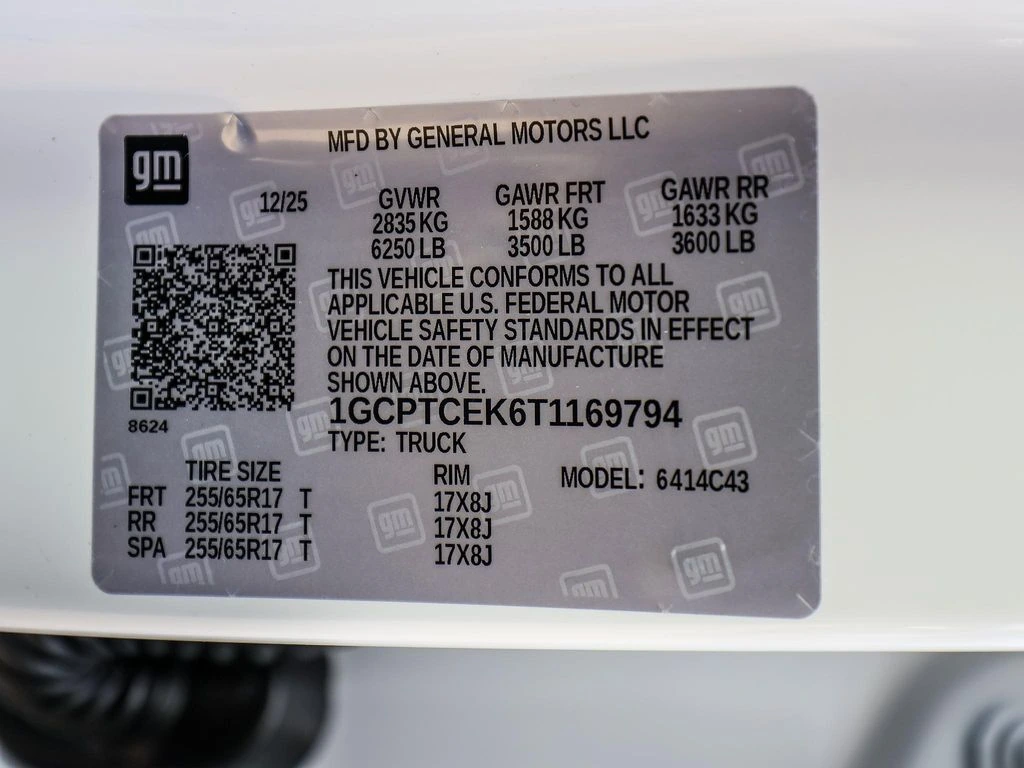 MFD BY GENERAL MOTORS LLC
gm
12/25 GVWR GAWR FRT GAWR RR
2835 KG 1588 KG 1633 KG
6250 LB 3500 LB 3600 LB
THIS VEHICLE CONFORMS TO ALL
APPLICABLE U.S. FEDERAL MOTOR
VEHICLE SAFETY STANDARDS IN EFFECT
ON THE DATE OF MANUFACTURE
SHOWN ABOVE.
1GCPTCEK6T1169794
8624
TYPE: TRUCK
TIRE SIZE RIM MODEL: 6414C43
FRT 255/65R17 T 17X8J
RR 255/65R17 T 17X8J
SPA 255/65R17 T 17X8J